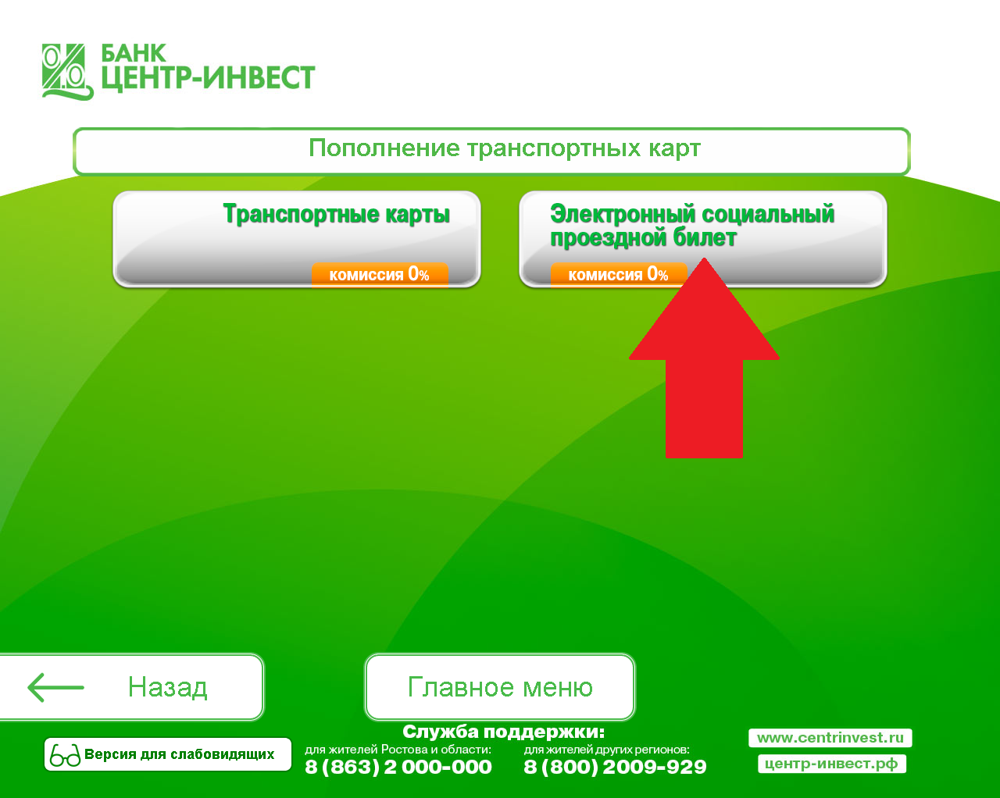 БАНК
ЦЕНТР-ИНВЕСТ
Пополнение транспортных карт
Транспортные карты
комиссия 0%
Электронный социальный
проездной билет
комиссия 0%
Назад
Главное меню
Версия для слабовидящих
Служба поддержки:
для жителей Ростова и области:
8 (863) 2 000-000
для жителей других регионов:
8 (800) 2009-929
www.centrinvest.ru
центр-инвест.рф